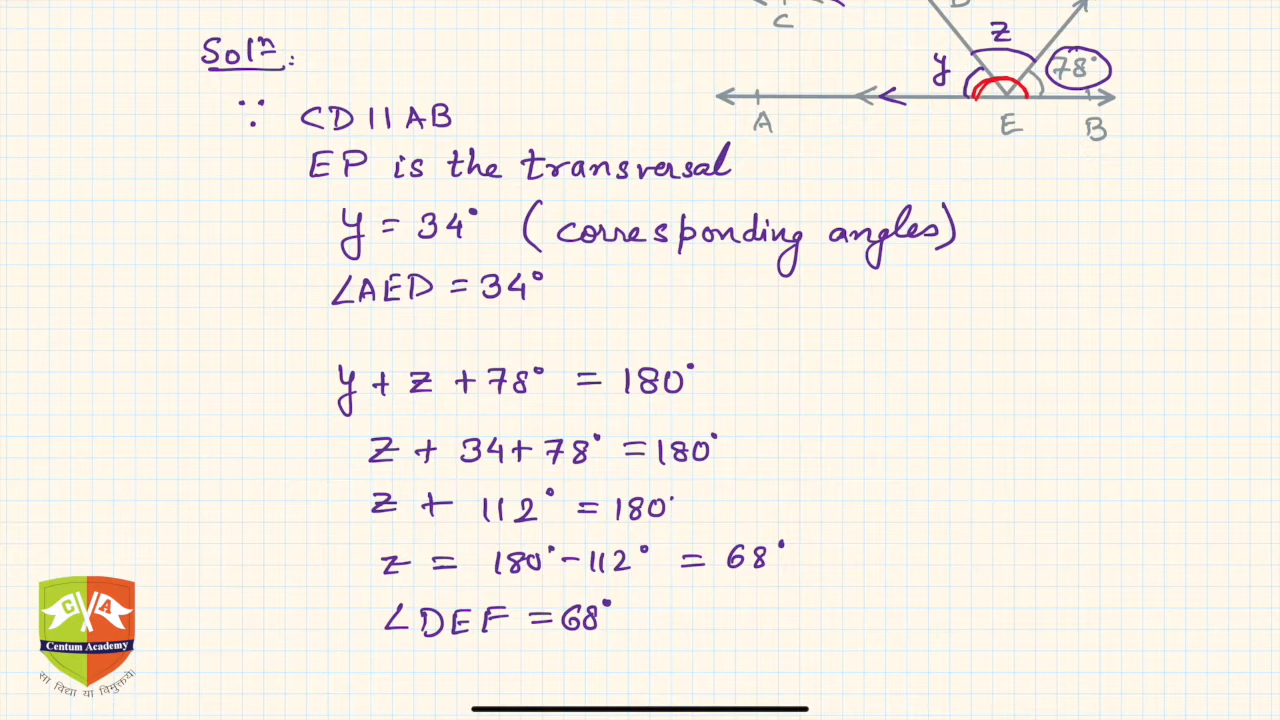 D
C
z
Solⁿ:
y
78°
A
E
B
∵ CD || AB
EP is the transversal
y = 34° (corresponding angles)
∠AED = 34°
y + z + 78° = 180°
z + 34 + 78° = 180°
z + 112° = 180°
z = 180° - 112° = 68°
∠DEF = 68°
C A
Centum Academy
सा विद्या या विमुक्तये।